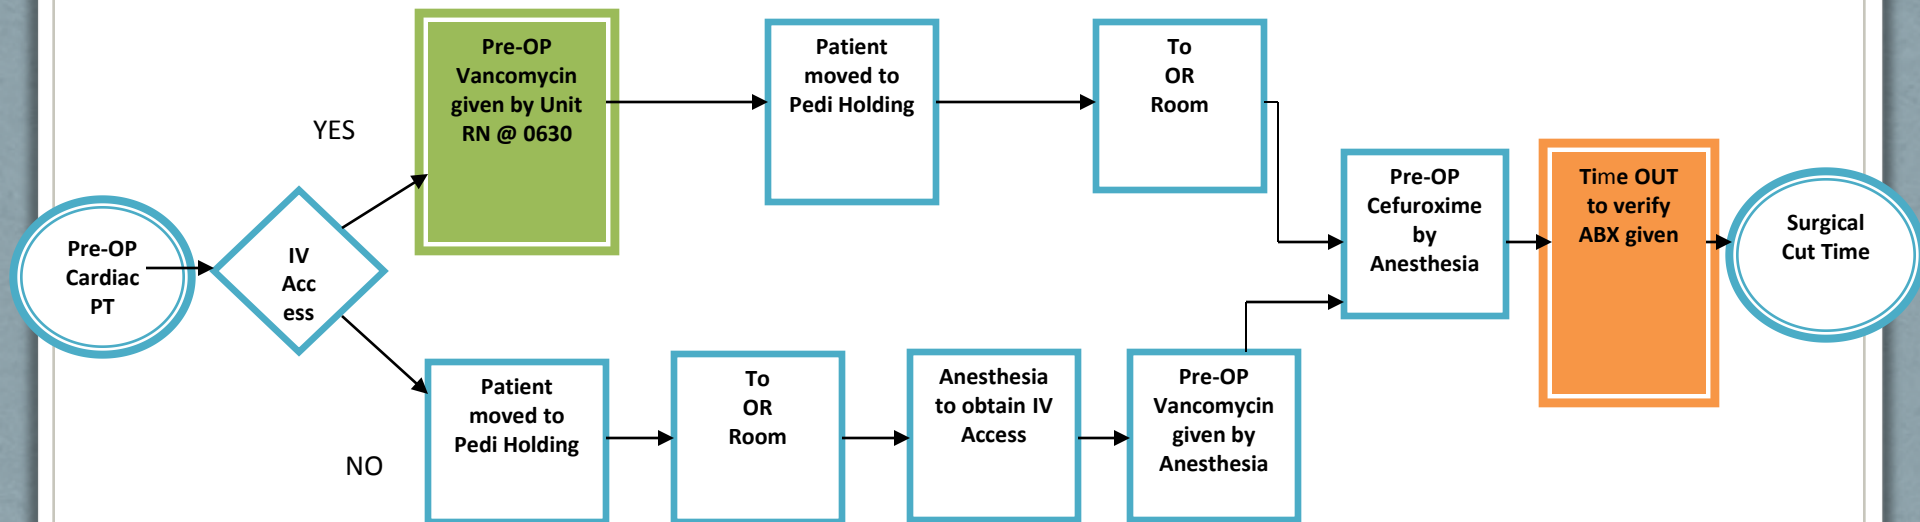 Pre-OP
Cardiac
PT
IV
Acc
ess
YES
Pre-OP
Vancomycin
given by Unit
RN @ 0630
Patient
moved to
Pedi Holding
To
OR
Room
NO
Patient
moved to
Pedi Holding
To
OR
Room
Anesthesia
to obtain IV
Access
Pre-OP
Vancomycin
given by
Anesthesia
Pre-OP
Cefuroxime
by
Anesthesia
Time OUT
to verify
ABX given
Surgical
Cut Time